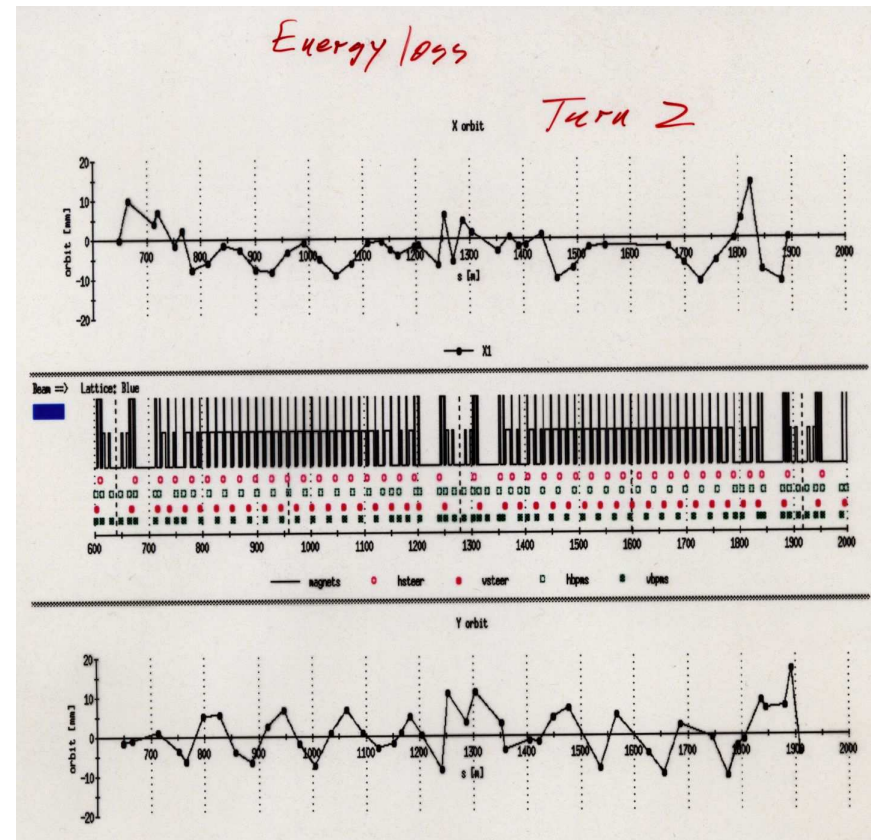 Energy loss
Turn 2
X orbit
20
10
0
-10
-20
orbit [mm]
700 800 900 1000 1100 1200 1300 1400 1500 1600 1700 1800 1900 2000
s [m]
X1
Beam => Lattice: Blue
600 700 800 900 1000 1100 1200 1300 1400 1500 1600 1700 1800 1900 2000
magnets hsteer vsteer hbpms vbpms
Y orbit
20
10
0
-10
-20
orbit [mm]
700 800 900 1000 1100 1200 1300 1400 1500 1600 1700 1800 1900 2000
s [m]